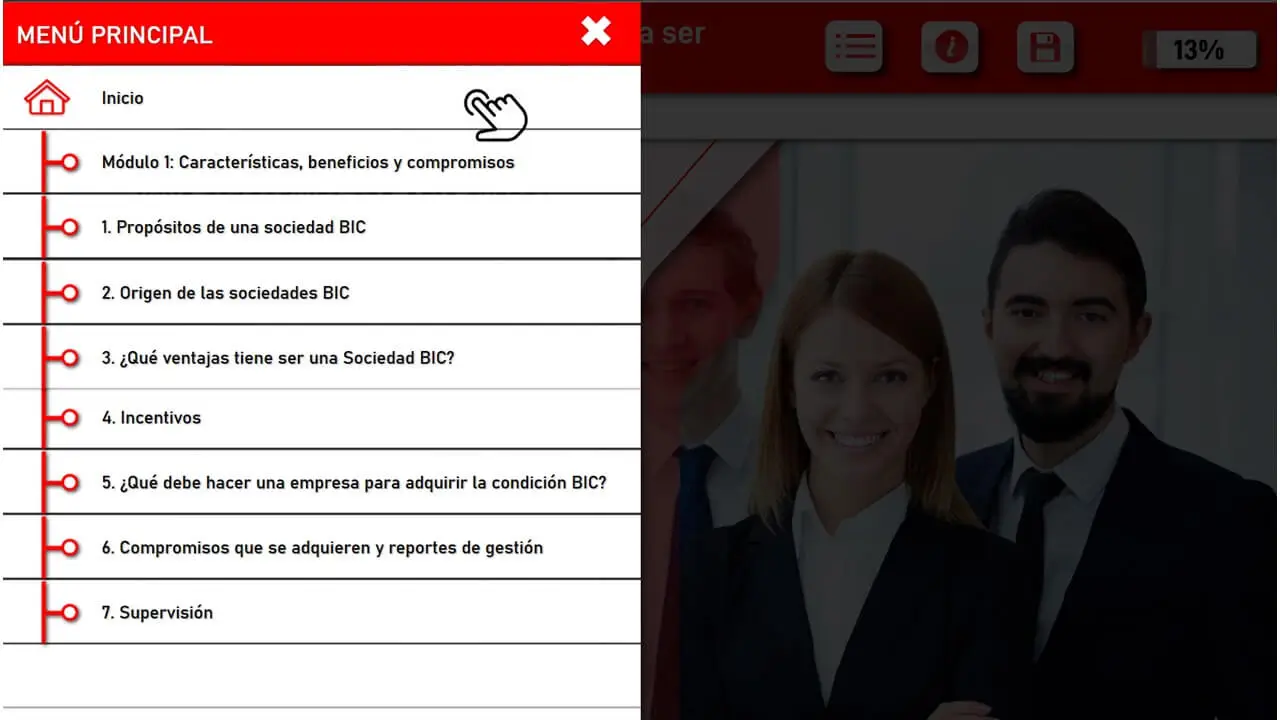 MENÚ PRINCIPAL
a ser
13%
Inicio
Módulo 1: Características, beneficios y compromisos
1. Propósitos de una sociedad BIC
2. Origen de las sociedades BIC
3. ¿Qué ventajas tiene ser una Sociedad BIC?
4. Incentivos
5. ¿Qué debe hacer una empresa para adquirir la condición BIC?
6. Compromisos que se adquieren y reportes de gestión
7. Supervisión